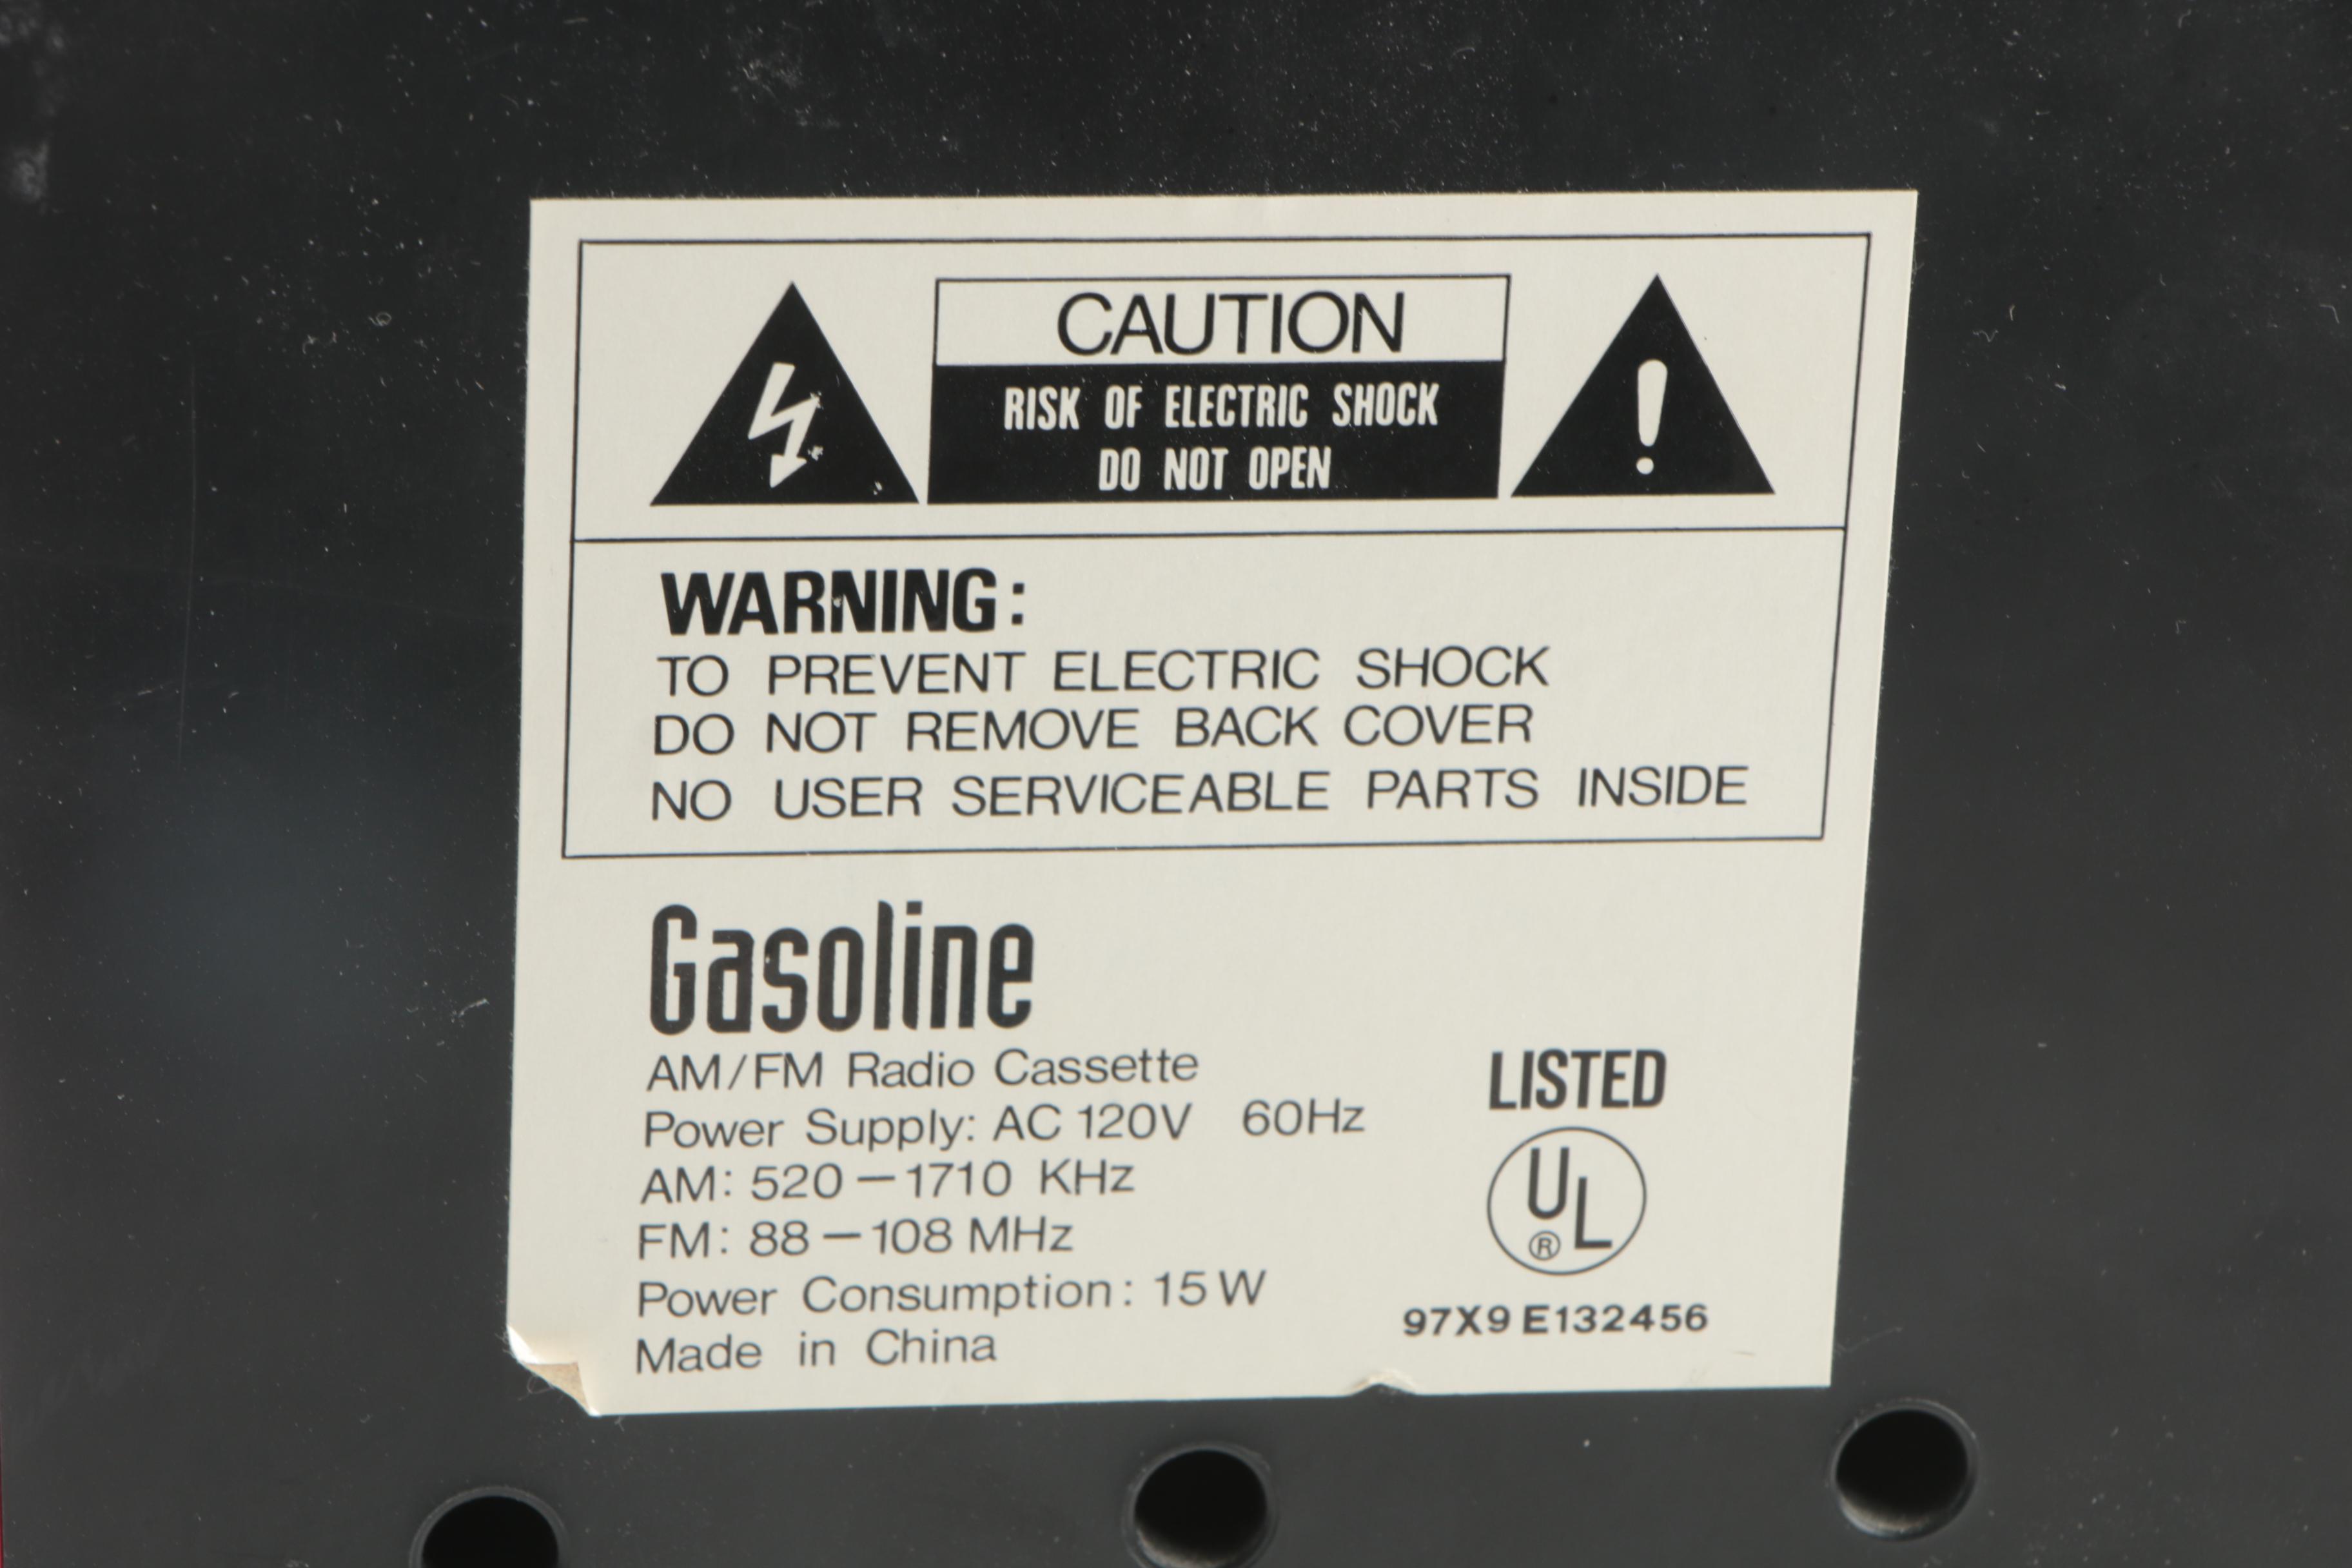 CAUTION
RISK OF ELECTRIC SHOCK
DO NOT OPEN
!
WARNING:
TO PREVENT ELECTRIC SHOCK
DO NOT REMOVE BACK COVER
NO USER SERVICEABLE PARTS INSIDE
Gasoline
AM/FM Radio Cassette
Power Supply: AC 120V 60Hz
AM: 520—1710 KHz
FM: 88—108 MHz
Power Consumption: 15W
Made in China
LISTED
UL
®
97X9 E132456